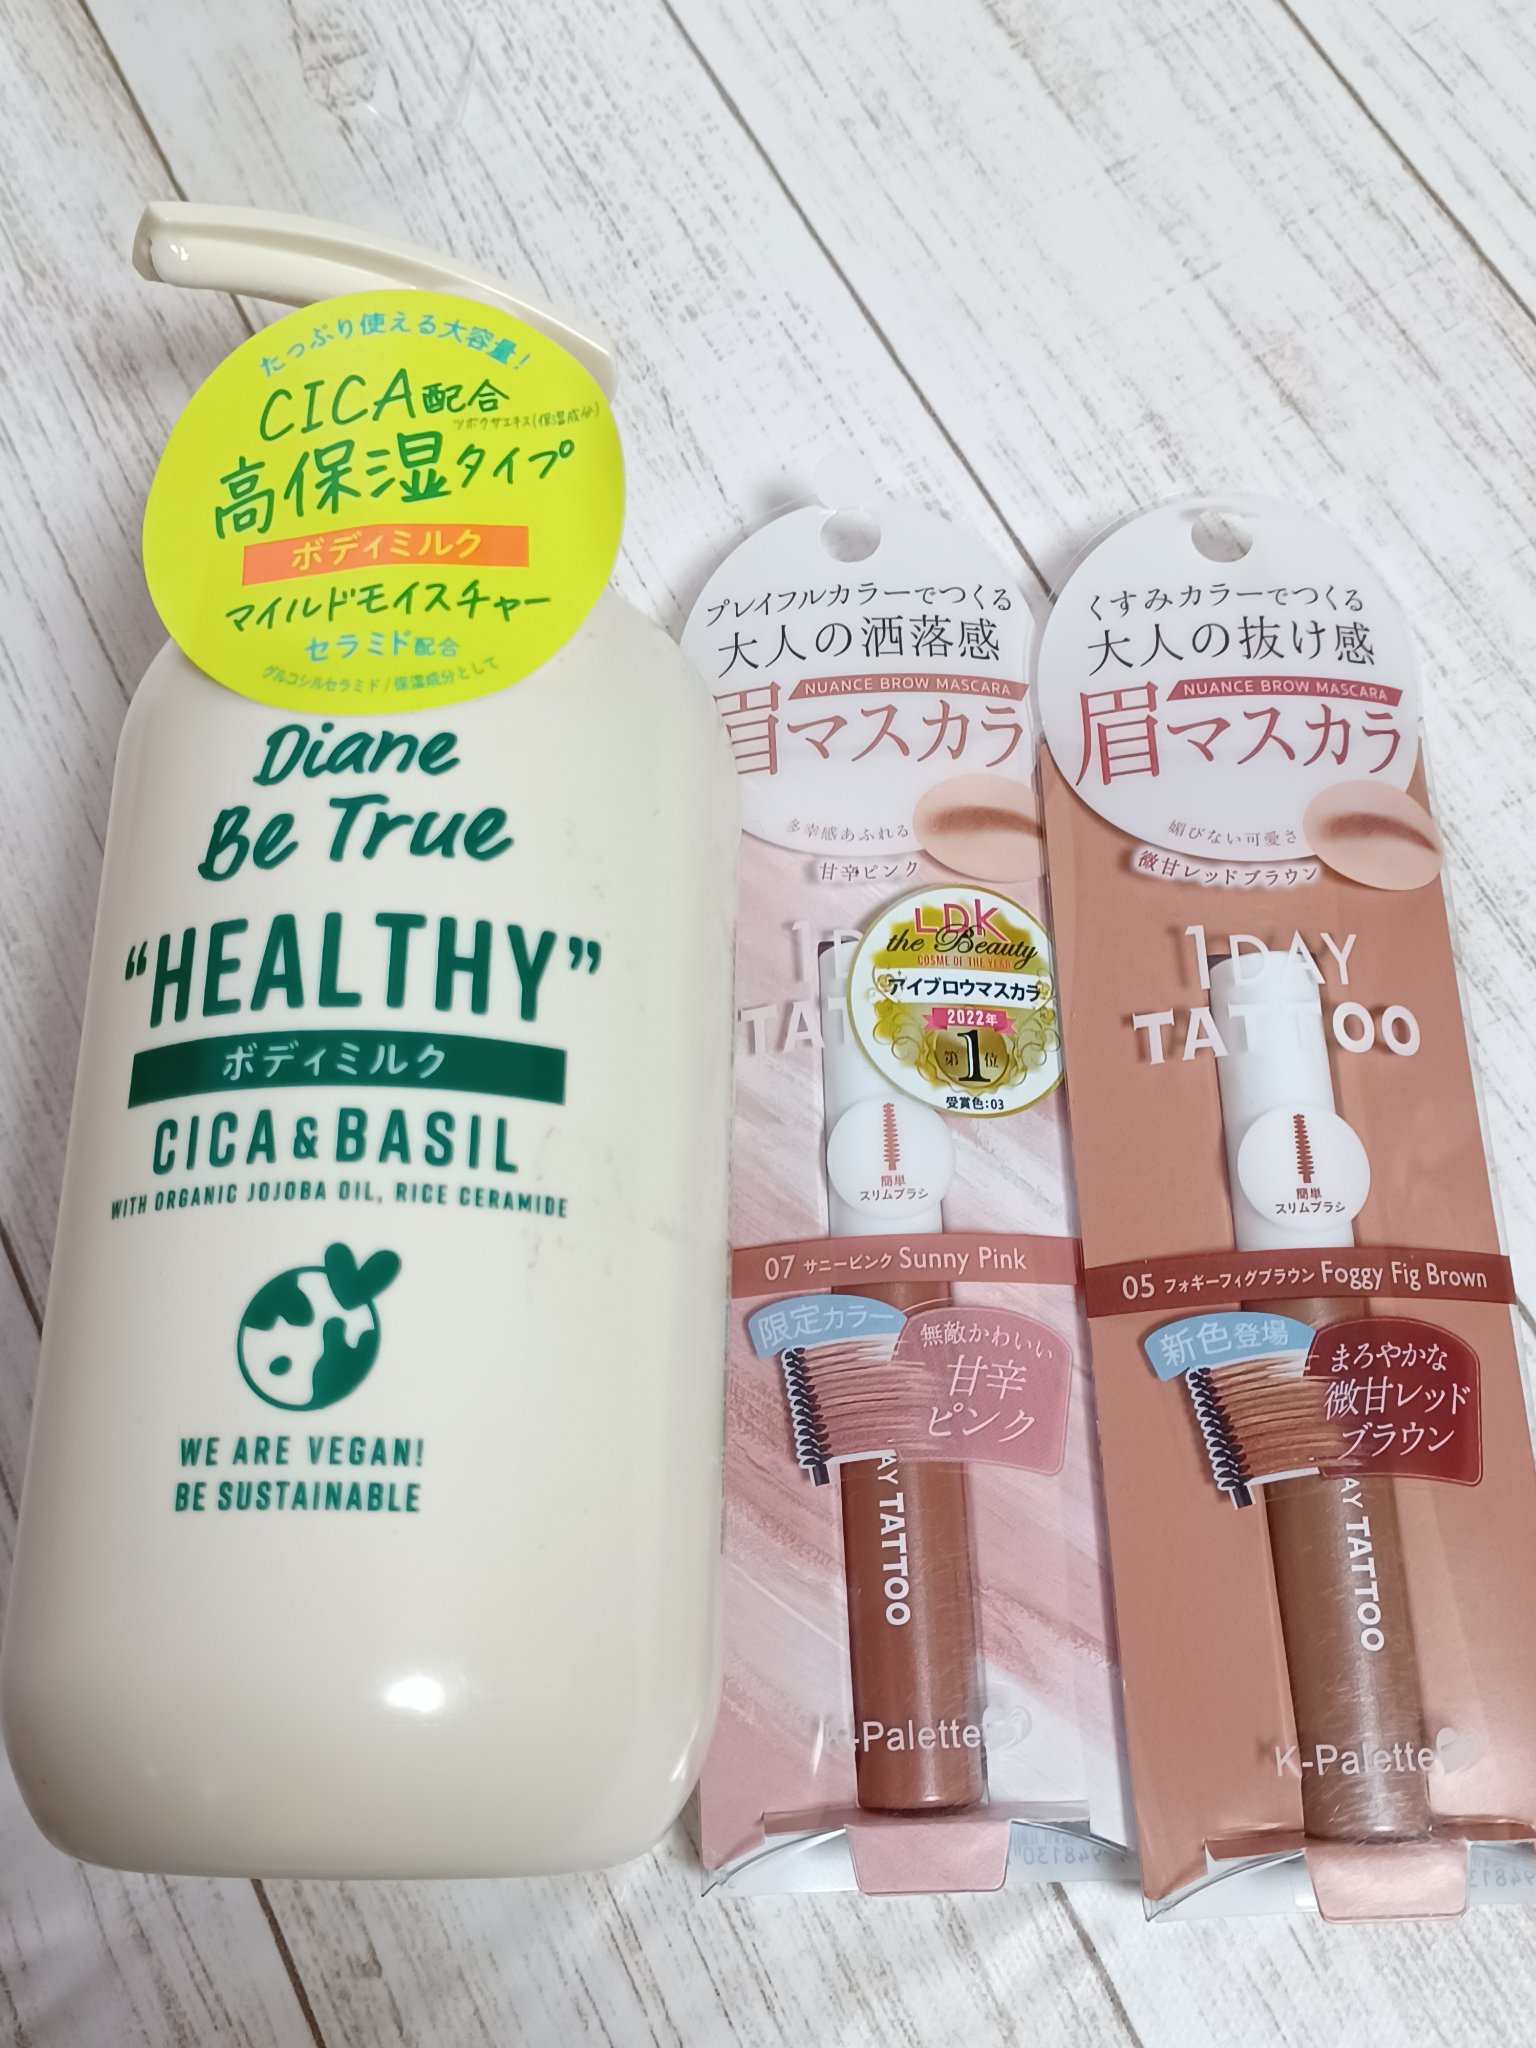 たっぷり使える大容量!
CICA配合
ツボクサエキス(保湿成分)
高保湿タイプ
ボディミルク
マイルドモイスチャー
セラミド配合
グルコシルセラミド/保湿成分として
Diane
Be True
“HEALTHY”
ボディミルク
CICA&BASIL
WITH ORGANIC JOJOBA OIL, RICE CERAMIDE
WE ARE VEGAN!
BE SUSTAINABLE
プレイフルカラーでつくる
大人の洒落感
NUANCE BROW MASCARA
眉マスカラ
多幸感あふれる
甘辛ピンク
LDK
the Beauty
COSME OF THE YEAR
アイブロウマスカラ
2022年
第1位
受賞色:03
簡単
スリムブラシ
07 サニーピンク Sunny Pink
限定カラー
無敵かわいい
甘辛
ピンク
AY TATTOO
K-Palette
くすみカラーでつくる
大人の抜け感
NUANCE BROW MASCARA
眉マスカラ
媚びない可愛さ
微甘レッドブラウン
1DAY
TATTOO
簡単
スリムブラシ
05 フォギーフィグブラウン Foggy Fig Brown
新色登場
まろやかな
微甘レッド
ブラウン
AY TATTOO
K-Palette